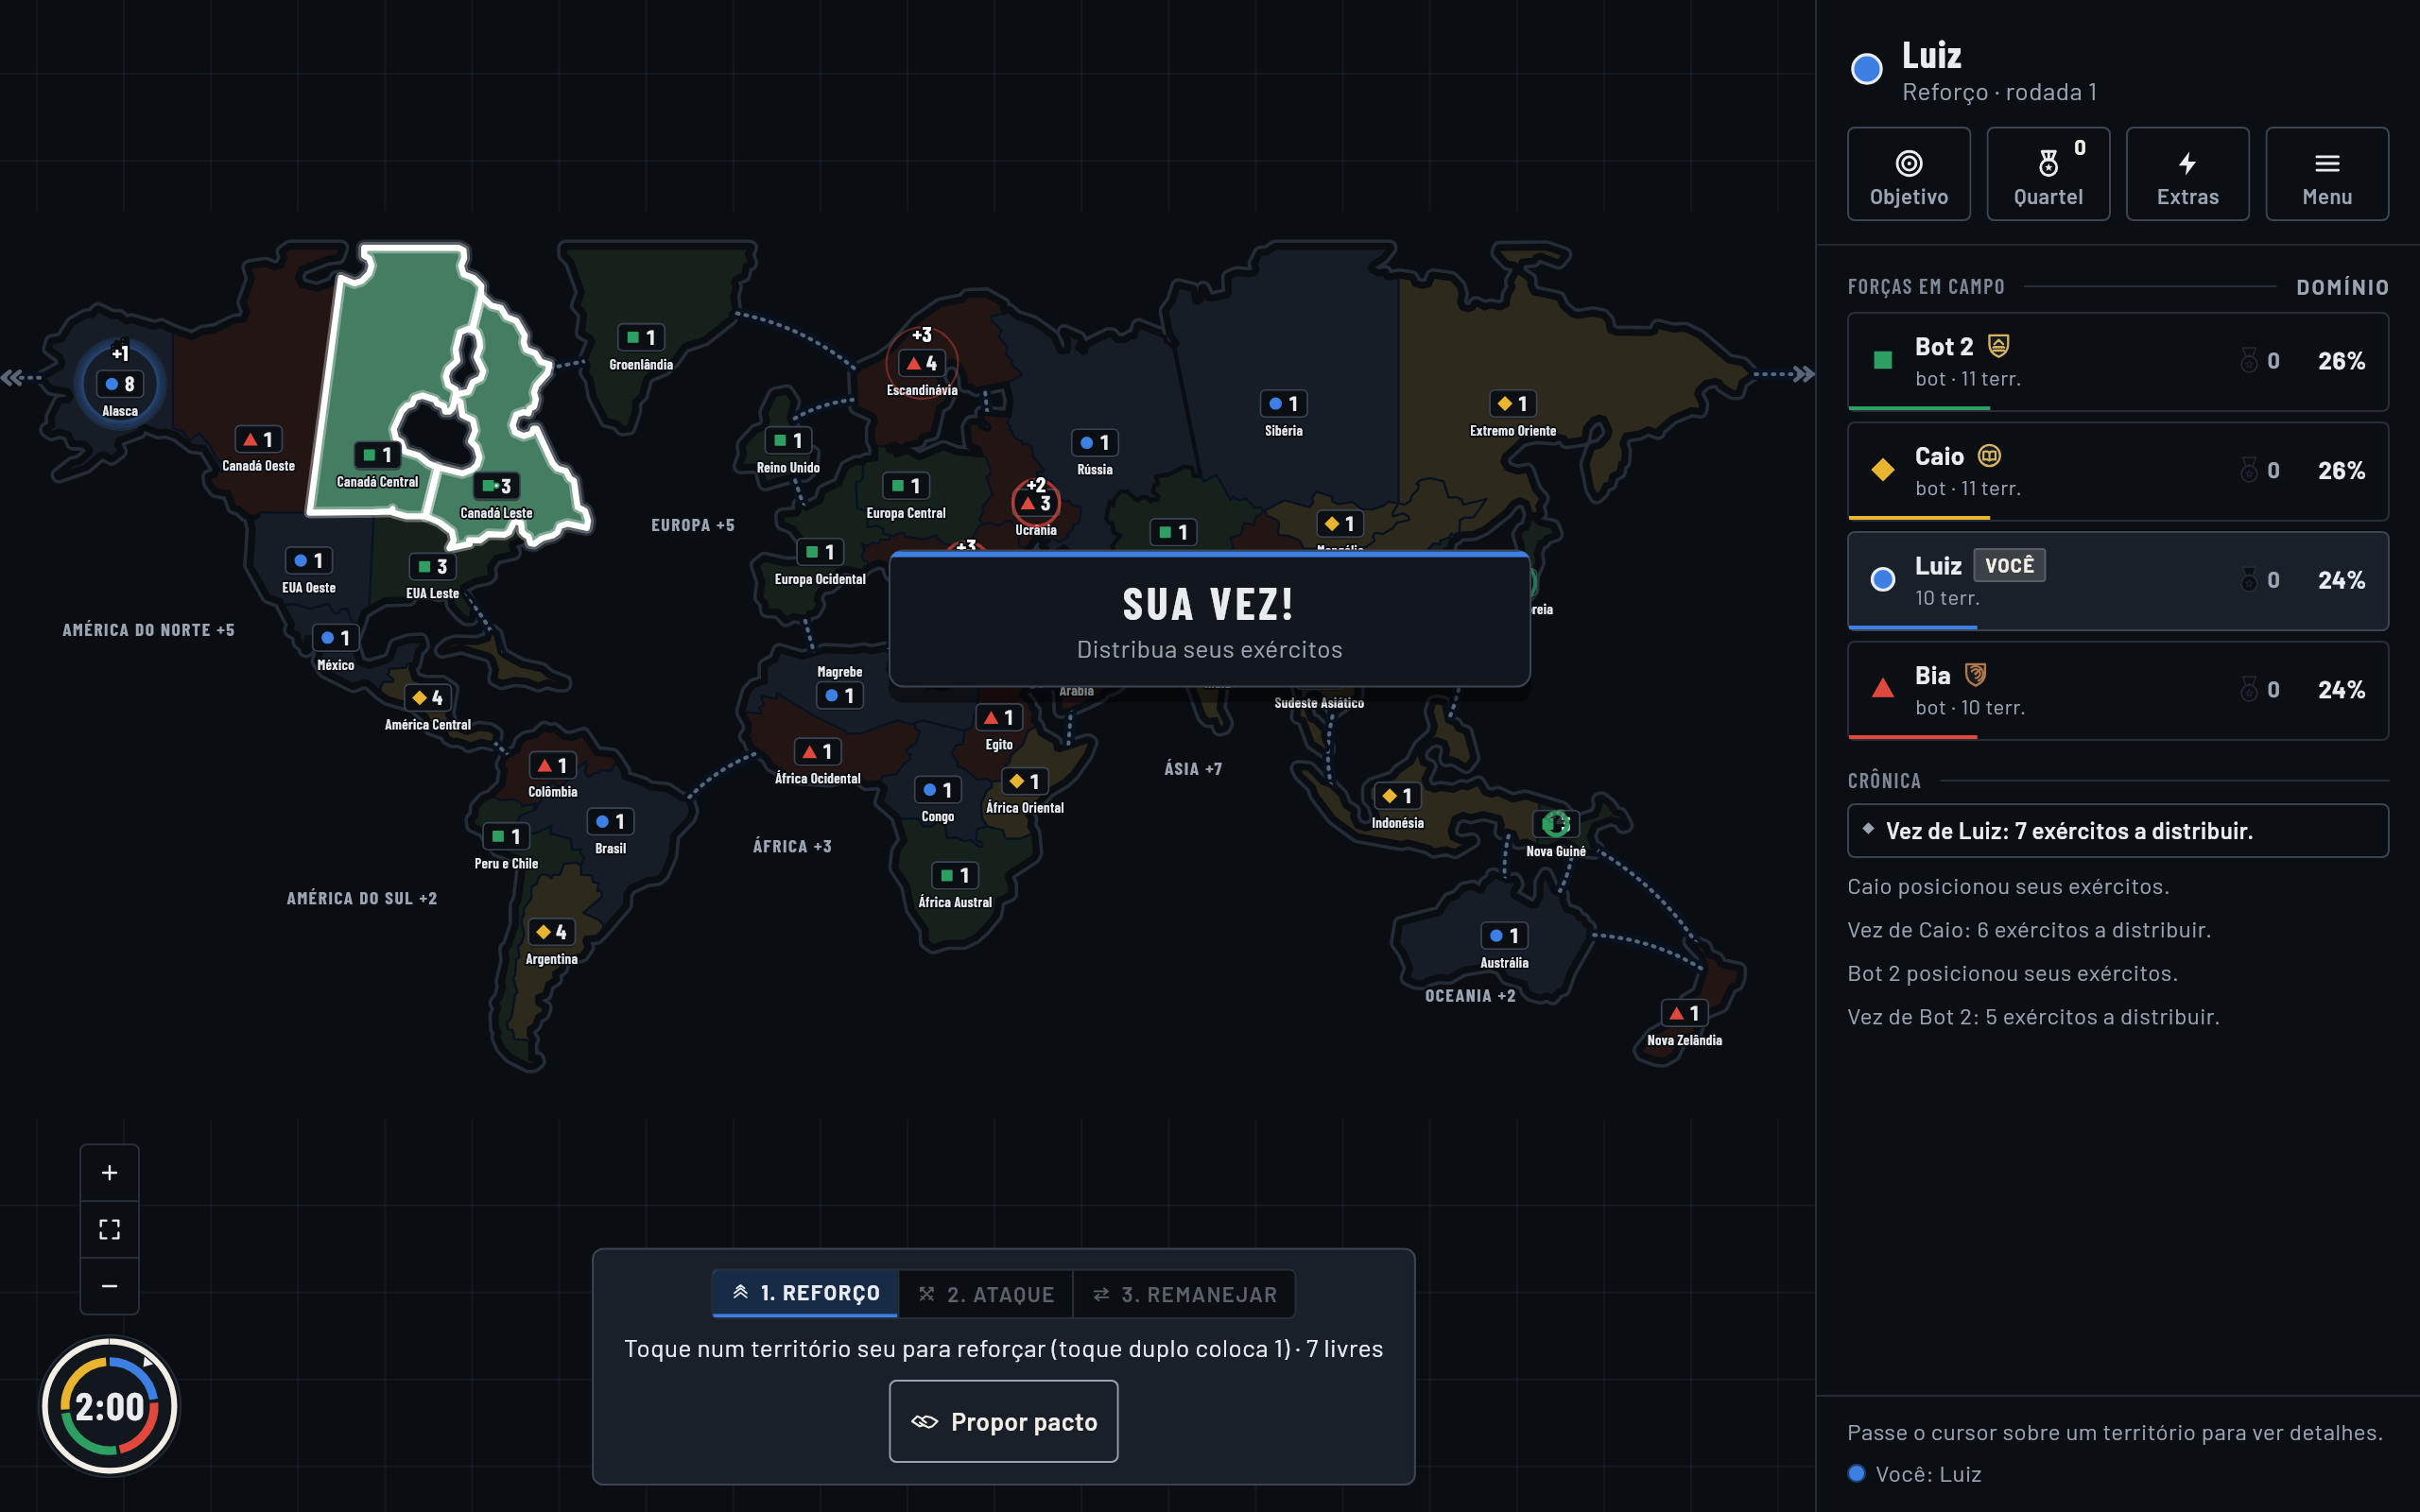 Luiz
Reforço · rodada 1
Objetivo
0
Quartel
Extras
Menu
FORÇAS EM CAMPO
DOMÍNIO
Bot 2
bot · 11 terr.
0
26%
Caio
bot · 11 terr.
0
26%
Luiz VOCÊ
10 terr.
0
24%
Bia
bot · 10 terr.
0
24%
CRÔNICA
Vez de Luiz: 7 exércitos a distribuir.
Caio posicionou seus exércitos.
Vez de Caio: 6 exércitos a distribuir.
Bot 2 posicionou seus exércitos.
Vez de Bot 2: 5 exércitos a distribuir.
Passe o cursor sobre um território para ver detalhes.
Você: Luiz
+1
8
Alasca
1
Canadá Oeste
1
Canadá Central
3
Canadá Leste
1
Groenlândia
1
EUA Oeste
3
EUA Leste
1
México
4
América Central
AMÉRICA DO NORTE +5
1
Colômbia
1
Brasil
1
Peru e Chile
4
Argentina
AMÉRICA DO SUL +2
+3
4
Escandinávia
1
Reino Unido
1
Europa Central
1
Europa Ocidental
+2
3
Ucrânia
1
Rússia
+3
EUROPA +5
1
Sibéria
1
Extremo Oriente
1
1
Sudeste Asiático
ÁSIA +7
Magrebe
1
1
África Ocidental
1
Egito
1
Congo
1
África Oriental
1
África Austral
ÁFRICA +3
Arábia
1
Indonésia
3
Nova Guiné
1
Austrália
1
Nova Zelândia
OCEANIA +2
SUA VEZ!
Distribua seus exércitos
+
−
2:00
1. REFORÇO
2. ATAQUE
3. REMANEJAR
Toque num território seu para reforçar (toque duplo coloca 1) · 7 livres
Propor pacto